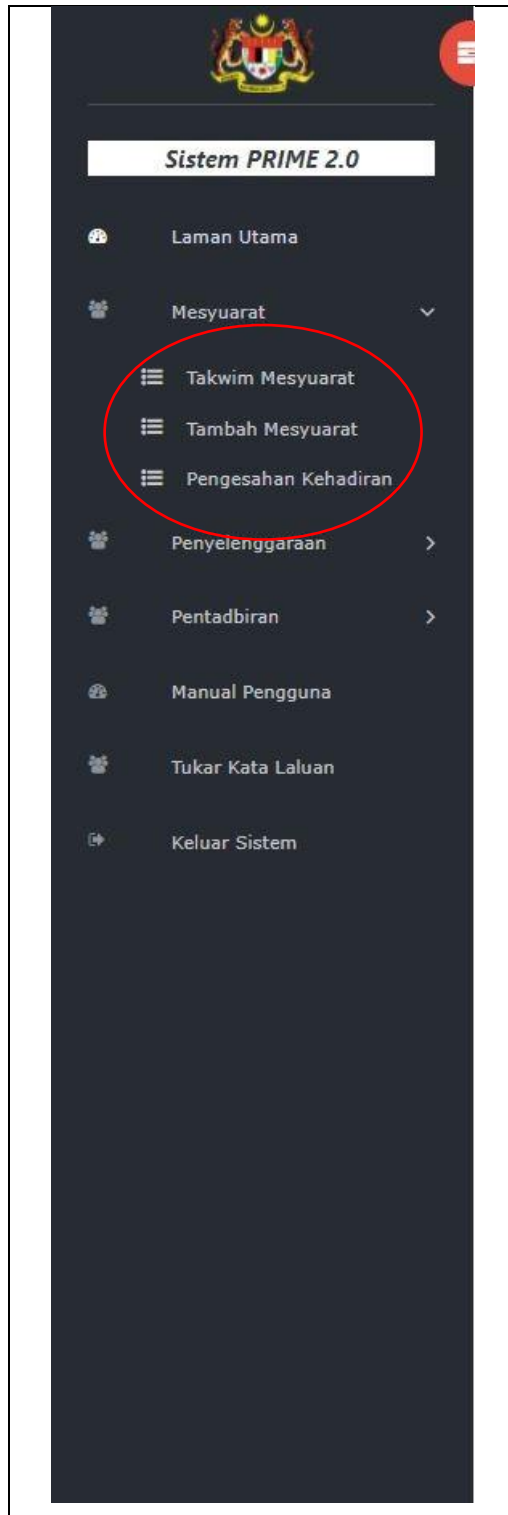 Sistem PRIME 2.0
Laman Utama
Mesyuarat
Takwim Mesyuarat
Tambah Mesyuarat
Pengesahan Kehadiran
Penyelenggaraan
Pentadbiran
Manual Pengguna
Tukar Kata Laluan
Keluar Sistem